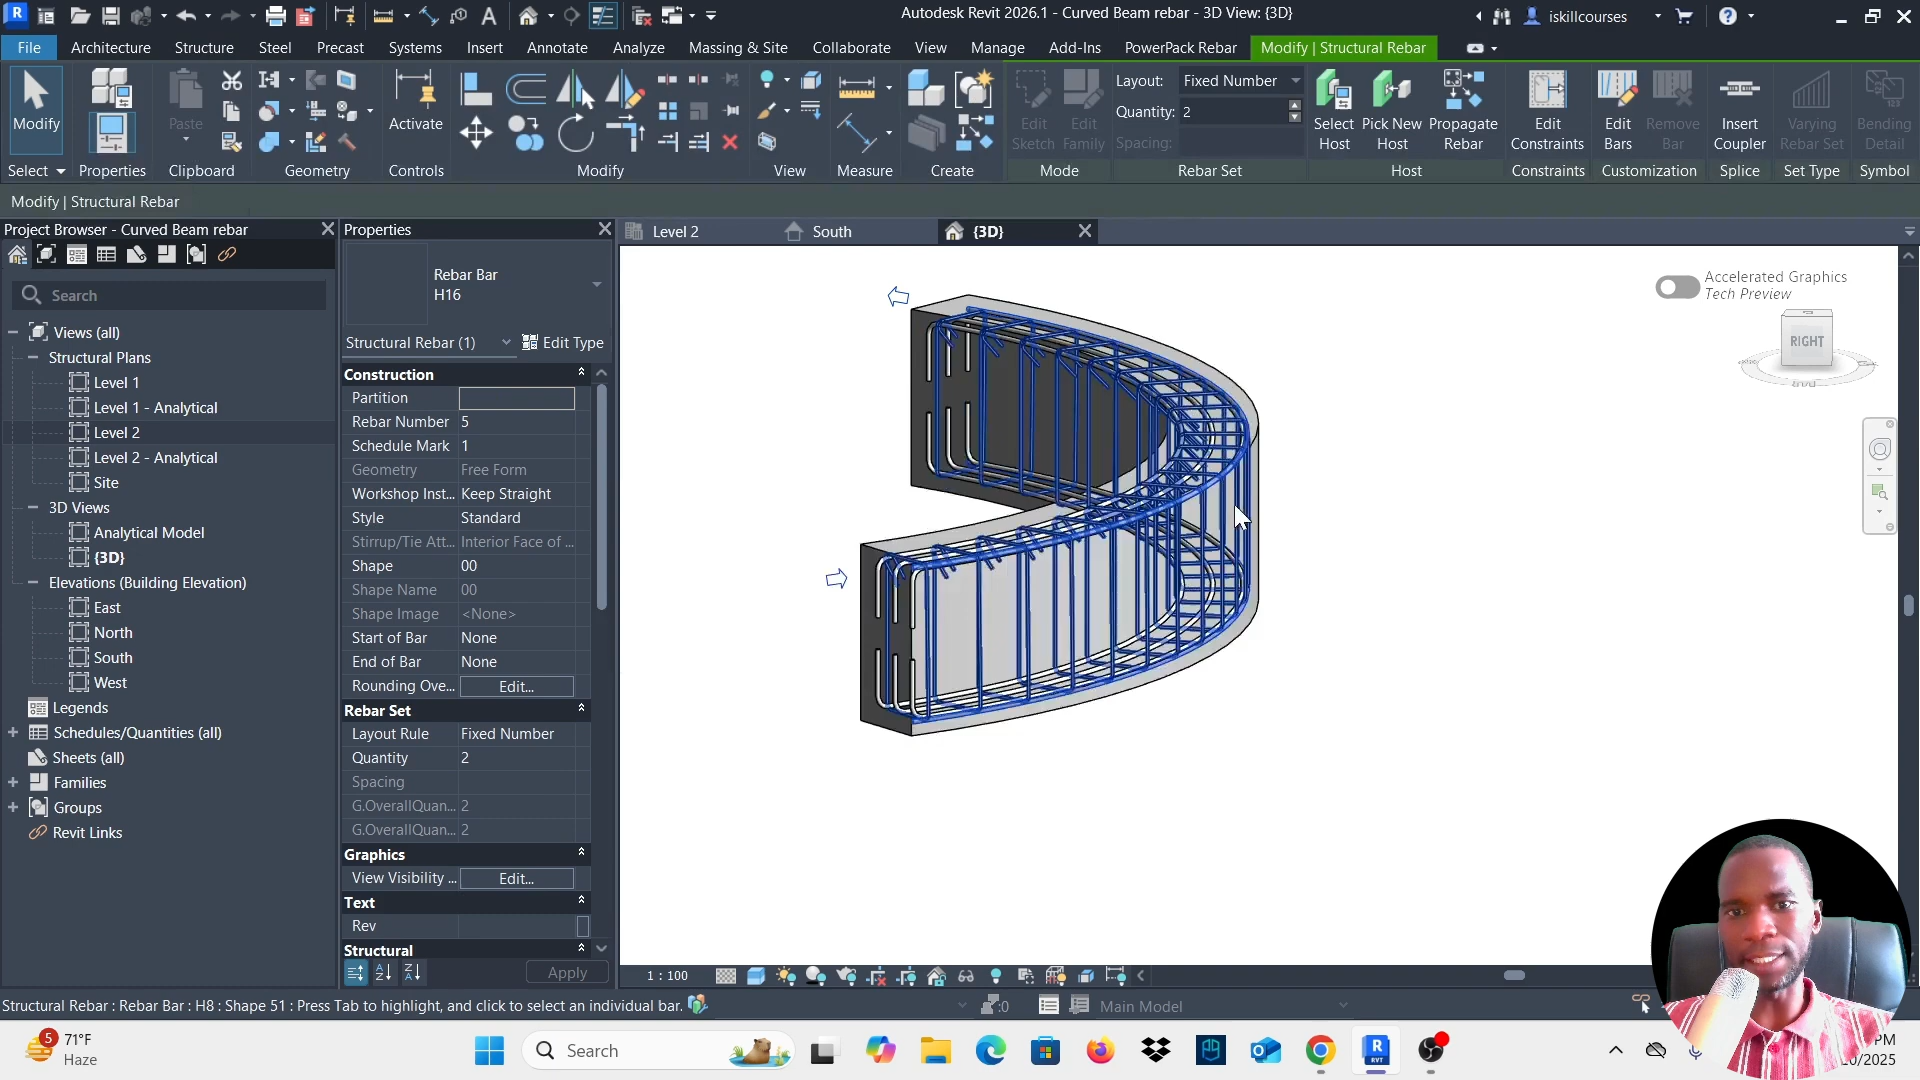 Autodesk Revit 2026.1 - Curved Beam rebar - 3D View: {3D}
iskillcourses
File Architecture Structure Steel Precast Systems Insert Annotate Analyze Massing & Site Collaborate View Manage Add-Ins PowerPack Rebar Modify | Structural Rebar
Modify
Paste
Activate
Edit Sketch
Edit Family
Layout: Fixed Number
Quantity: 2
Spacing:
Select Host
Pick New Host
Propagate Rebar
Edit Constraints
Edit Bars
Remove Bar
Insert Coupler
Varying Rebar Set
Bending Detail
Select Properties Clipboard Geometry Controls Modify View Measure Create Mode Rebar Set Host Constraints Customization Splice Set Type Symbol
Modify | Structural Rebar
Project Browser - Curved Beam rebar
Search
Views (all)
Structural Plans
Level 1
Level 1 - Analytical
Level 2
Level 2 - Analytical
Site
3D Views
Analytical Model
{3D}
Elevations (Building Elevation)
East
North
South
West
Legends
Schedules/Quantities (all)
Sheets (all)
Families
Groups
Revit Links
Properties
Rebar Bar
H16
Structural Rebar (1) Edit Type
Construction
Partition
Rebar Number 5
Schedule Mark 1
Geometry Free Form
Workshop Inst... Keep Straight
Style Standard
Stirrup/Tie Att... Interior Face of ...
Shape 00
Shape Name 00
Shape Image <None>
Start of Bar None
End of Bar None
Rounding Ove... Edit...
Rebar Set
Layout Rule Fixed Number
Quantity 2
Spacing
G.OverallQuan... 2
G.OverallQuan... 2
Graphics
View Visibility ... Edit...
Text
Rev
Structural
Apply
Level 2 South {3D}
Accelerated Graphics
Tech Preview
RIGHT
1 : 100
Structural Rebar : Rebar Bar : H8 : Shape 51 : Press Tab to highlight, and click to select an individual bar.
:0
Main Model
5
71°F
Haze
Search
PM
0/2025